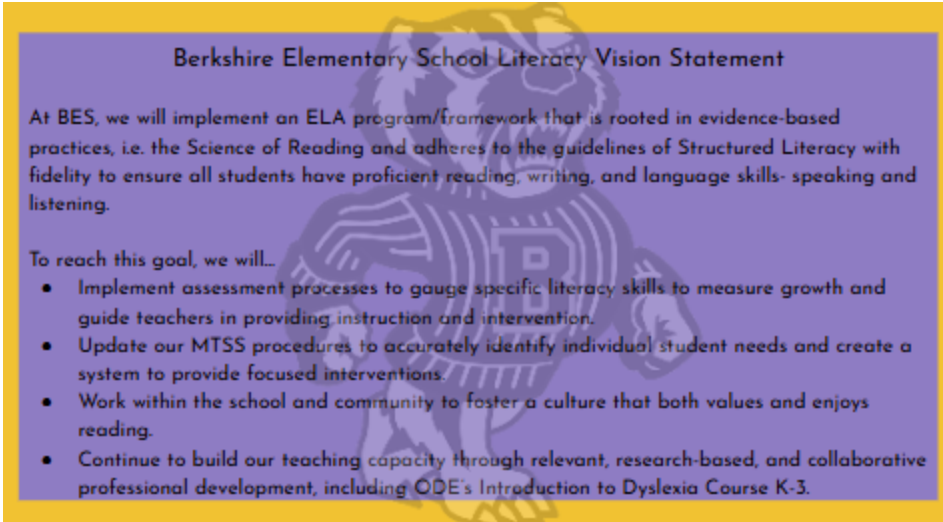 Berkshire Elementary School Literacy Vision Statement
At BES, we will implement an ELA program/framework that is rooted in evidence-based
practices, i.e. the Science of Reading and adheres to the guidelines of Structured Literacy with
fidelity to ensure all students have proficient reading, writing, and language skills- speaking and
listening.
To reach this goal, we will...
● Implement assessment processes to gauge specific literacy skills to measure growth and
guide teachers in providing instruction and intervention.
● Update our MTSS procedures to accurately identify individual student needs and create a
system to provide focused interventions.
● Work within the school and community to foster a culture that both values and enjoys
reading.
● Continue to build our teaching capacity through relevant, research-based, and collaborative
professional development, including ODE's Introduction to Dyslexia Course K-3.
B